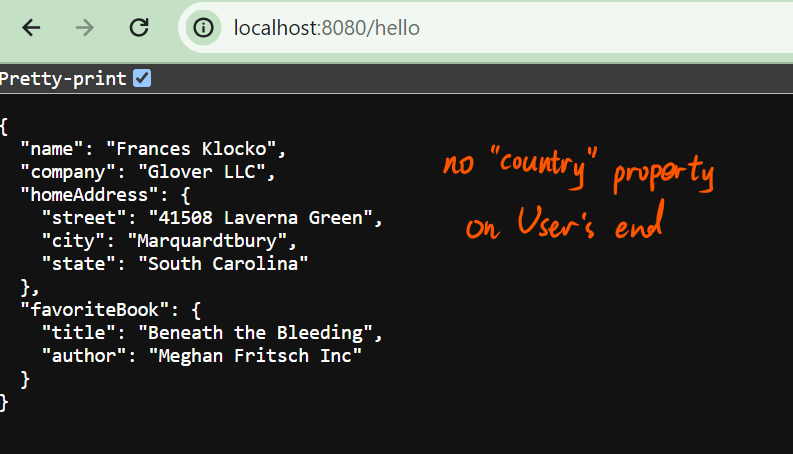 localhost:8080/hello
Pretty-print
{
"name": "Frances Klocko",
"company": "Glover LLC",
"homeAddress": {
"street": "41508 Laverna Green",
"city": "Marquardtbury",
"state": "South Carolina"
},
"favoriteBook": {
"title": "Beneath the Bleeding",
"author": "Meghan Fritsch Inc"
}
}
no "country" property
on User's end